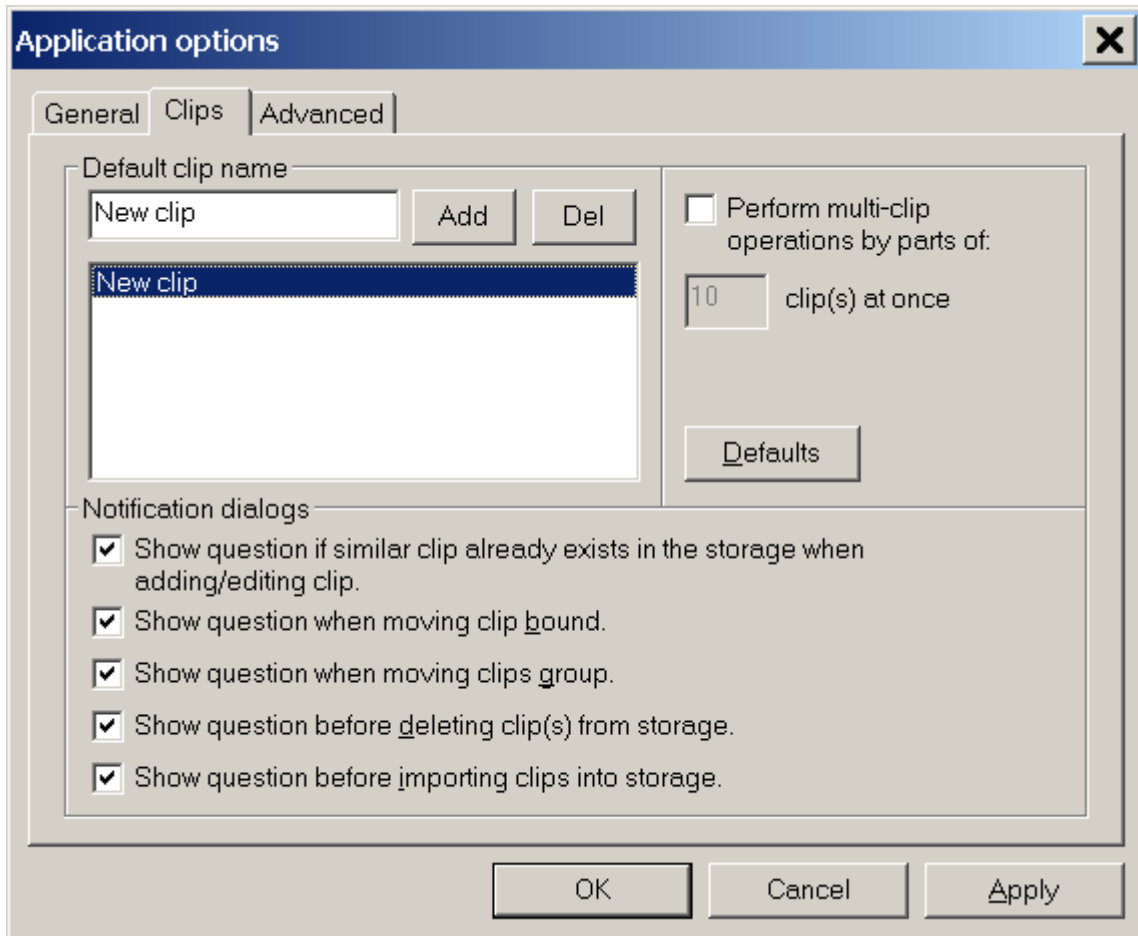 Application options
General
Clips
Advanced
Default clip name
New clip
Add
Del
New clip
Perform multi-clip
operations by parts of:
10
clip(s) at once
Defaults
Notification dialogs
Show question if similar clip already exists in the storage when
adding/editing clip.
Show question when moving clip bound.
Show question when moving clips group.
Show question before deleting clip(s) from storage.
Show question before importing clips into storage.
OK
Cancel
Apply